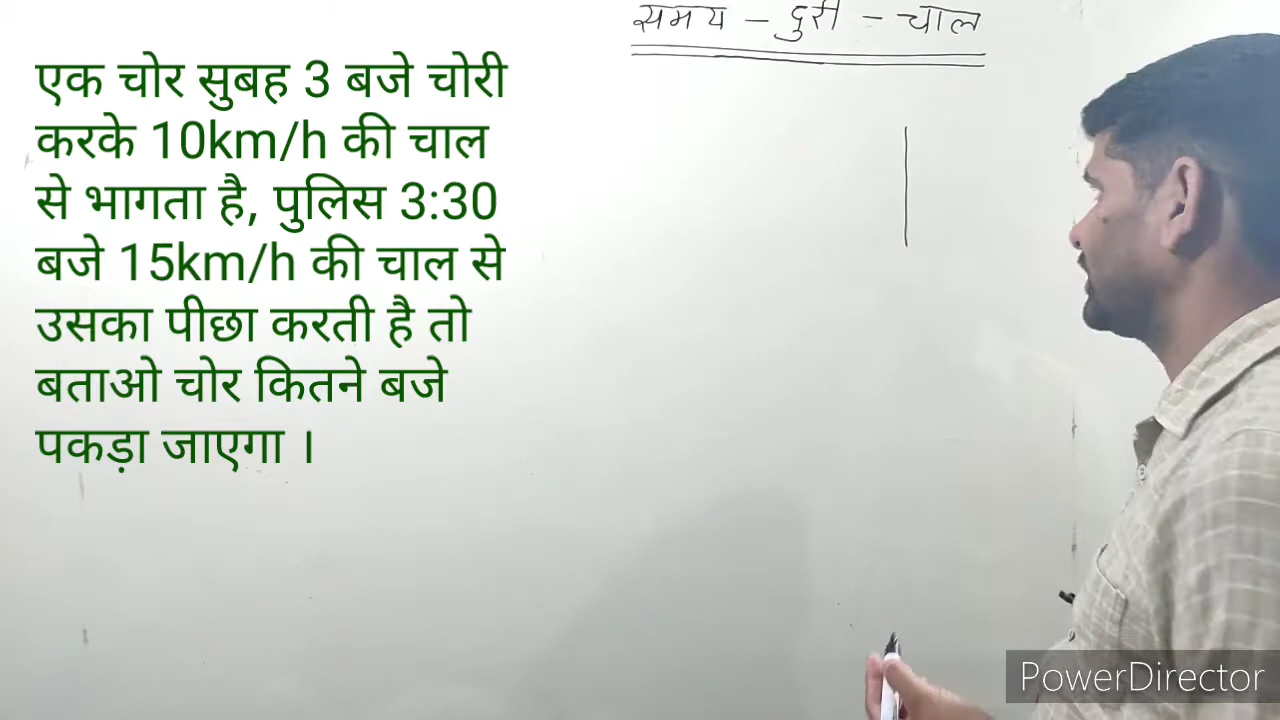 समय - दुरी - चाल
एक चोर सुबह 3 बजे चोरी
करके 10km/h की चाल
से भागता है, पुलिस 3:30
बजे 15km/h की चाल से
उसका पीछा करती है तो
बताओ चोर कितने बजे
पकड़ा जाएगा ।
PowerDirector